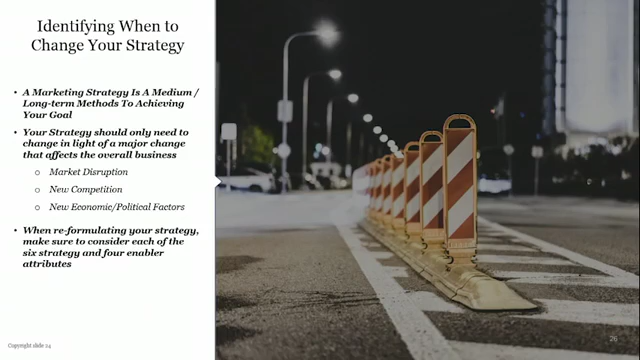 Identifying When to
Change Your Strategy
• A Marketing Strategy Is A Medium /
Long-term Methods To Achieving
Your Goal
• Your Strategy should only need to
change in light of a major change
that affects the overall business
o Market Disruption
o New Competition
o New Economic/Political Factors
• When re-formulating your strategy,
make sure to consider each of the
six strategy and four enabler
attributes
Copyright slide 24
26